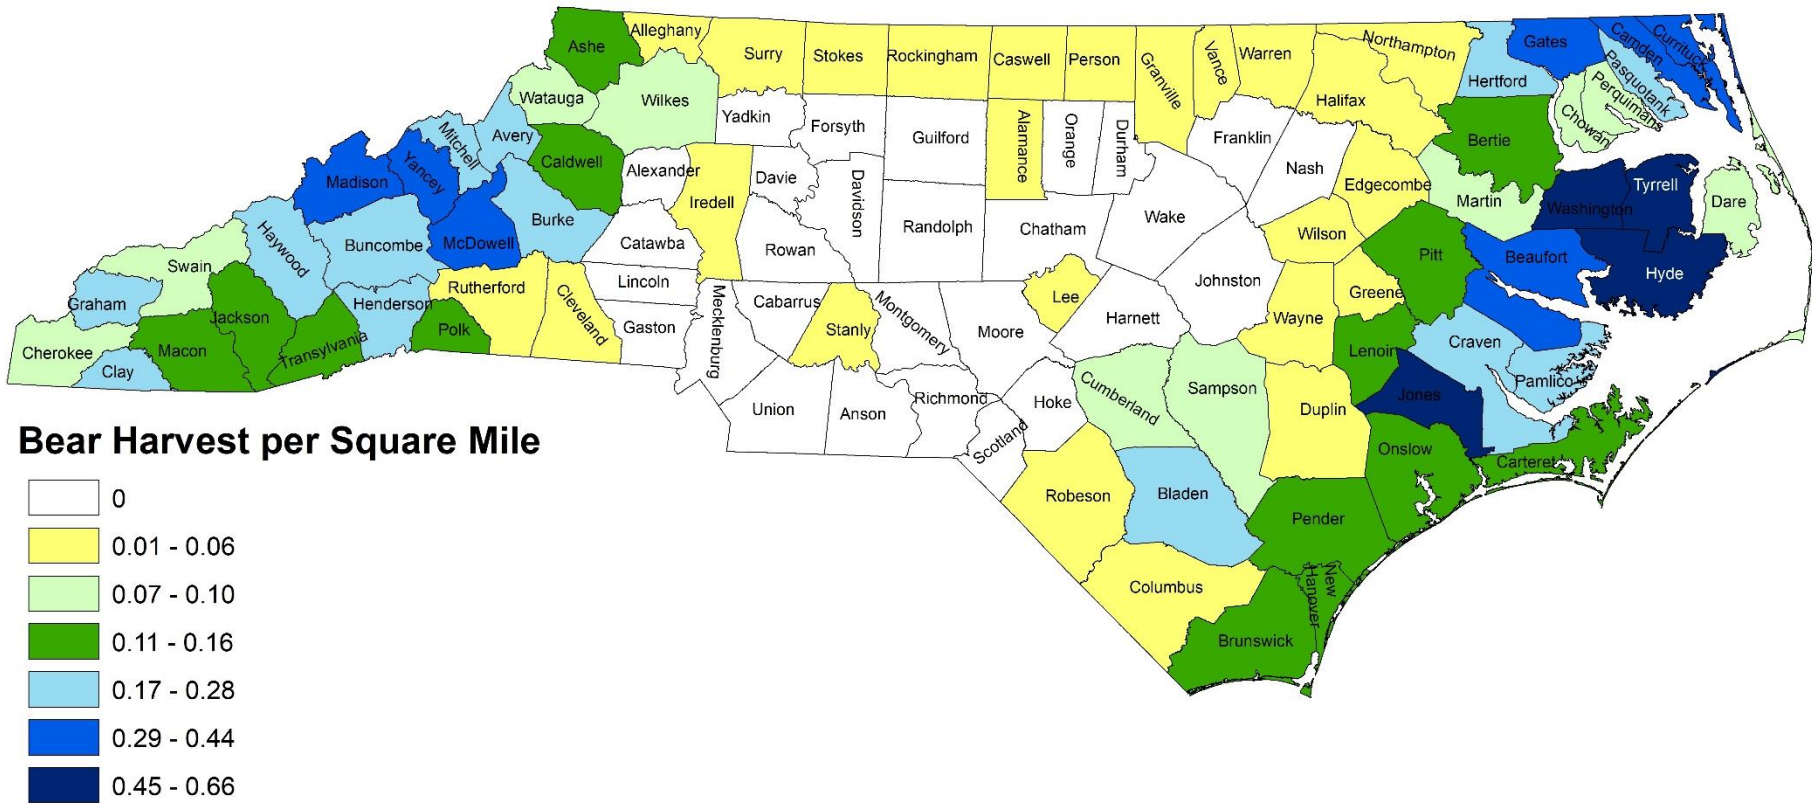 Ashe
Alleghany
Surry
Stokes
Rockingham
Caswell
Person
Granville
Vance
Warren
Northampton
Halifax
Hertford
Gates
Camden
Currituck
Pasquotank
Perquimans
Chowan
Watauga
Wilkes
Yadkin
Forsyth
Guilford
Alamance
Orange
Durham
Franklin
Nash
Edgecombe
Bertie
Martin
Washington
Tyrrell
Dare
Mitchell
Avery
Caldwell
Alexander
Iredell
Davie
Davidson
Randolph
Chatham
Wake
Wilson
Pitt
Beaufort
Hyde
Madison
Yancey
McDowell
Burke
Catawba
Rowan
Johnston
Greene
Haywood
Buncombe
Swain
Graham
Jackson
Henderson
Rutherford
Cleveland
Lincoln
Gaston
Mecklenburg
Cabarrus
Stanly
Montgomery
Moore
Lee
Harnett
Wayne
Lenoir
Craven
Pamlico
Cherokee
Clay
Macon
Transylvania
Polk
Union
Anson
Richmond
Scotland
Hoke
Cumberland
Sampson
Duplin
Jones
Onslow
Carteret
Robeson
Bladen
Pender
Columbus
New
Hanover
Brunswick
Bear Harvest per Square Mile
0
0.01 - 0.06
0.07 - 0.10
0.11 - 0.16
0.17 - 0.28
0.29 - 0.44
0.45 - 0.66